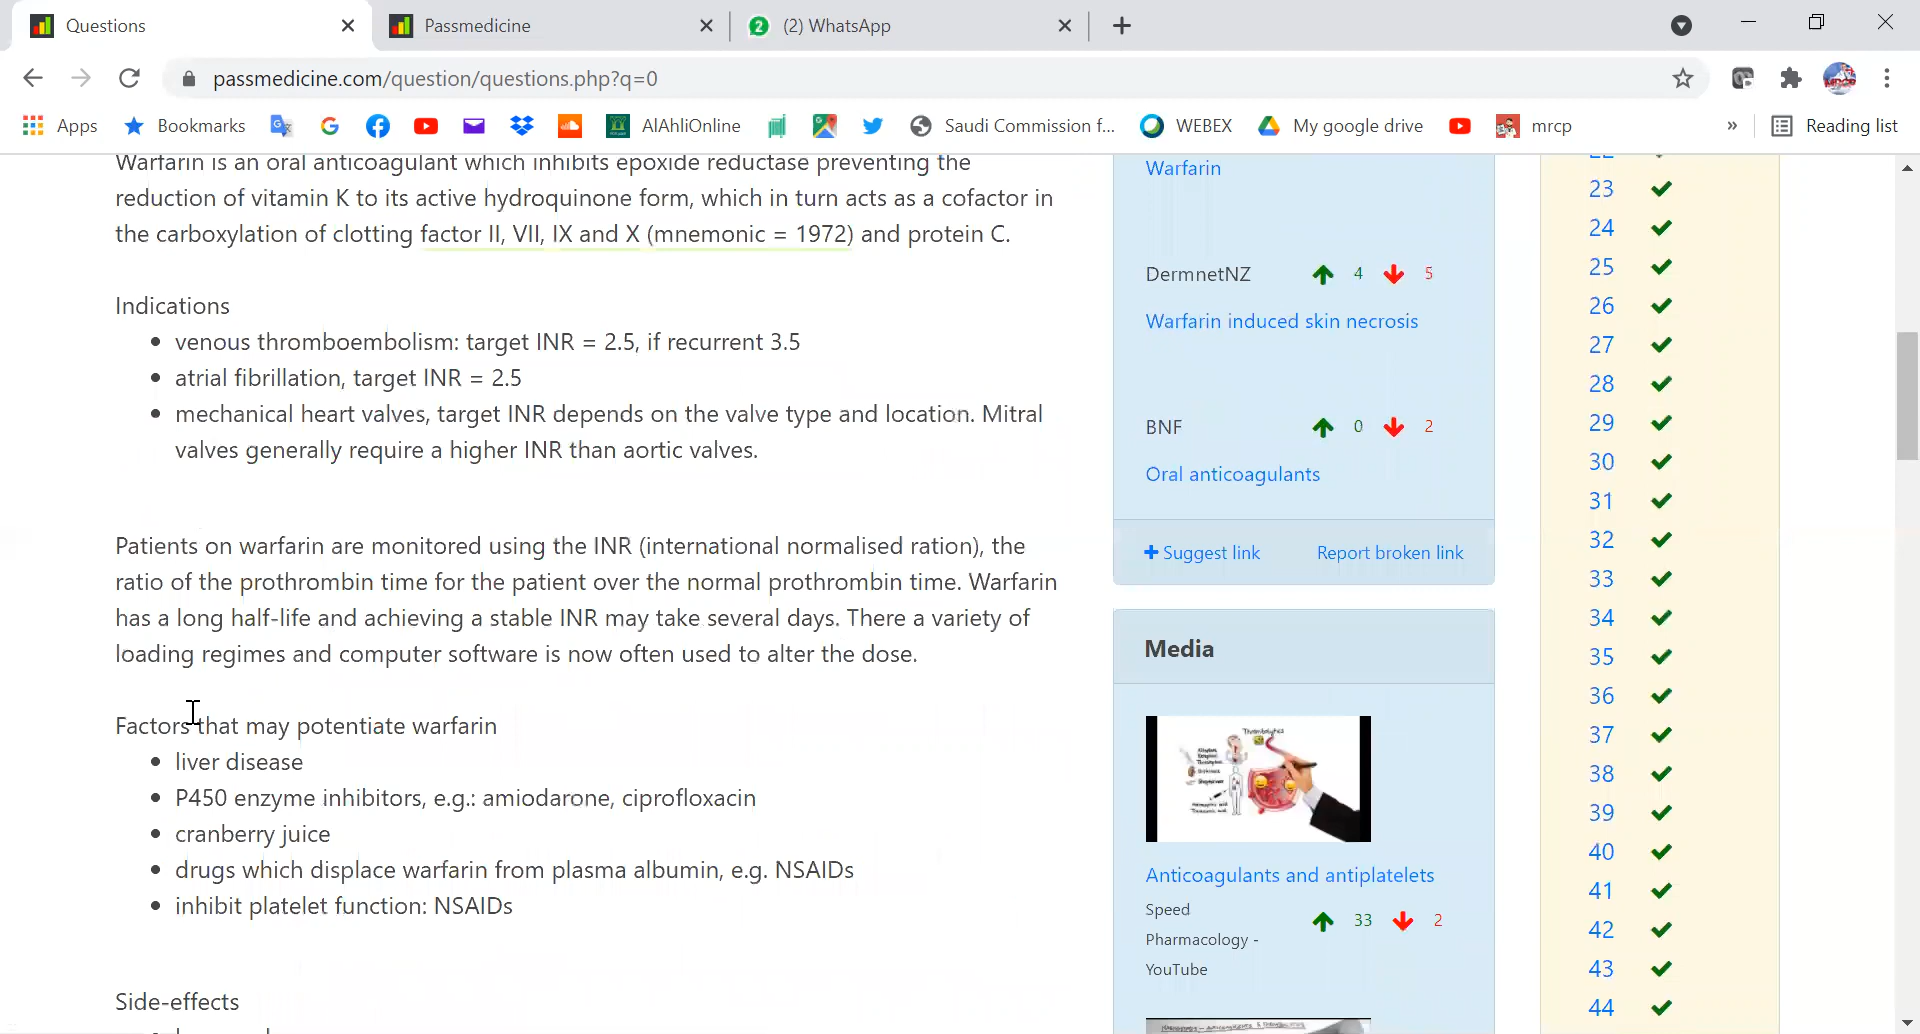 Questions
Passmedicine
2
(2) WhatsApp
passmedicine.com/question/questions.php?q=0
Apps
Bookmarks
AlAhliOnline
Saudi Commission f...
WEBEX
My google drive
mrcp
»
Reading list
Warfarin is an oral anticoagulant which inhibits epoxide reductase preventing the
reduction of vitamin K to its active hydroquinone form, which in turn acts as a cofactor in
the carboxylation of clotting factor II, VII, IX and X (mnemonic = 1972) and protein C.
Indications
• venous thromboembolism: target INR = 2.5, if recurrent 3.5
• atrial fibrillation, target INR = 2.5
• mechanical heart valves, target INR depends on the valve type and location. Mitral
valves generally require a higher INR than aortic valves.
Patients on warfarin are monitored using the INR (international normalised ration), the
ratio of the prothrombin time for the patient over the normal prothrombin time. Warfarin
has a long half-life and achieving a stable INR may take several days. There a variety of
loading regimes and computer software is now often used to alter the dose.
Factors that may potentiate warfarin
• liver disease
• P450 enzyme inhibitors, e.g.: amiodarone, ciprofloxacin
• cranberry juice
• drugs which displace warfarin from plasma albumin, e.g. NSAIDs
• inhibit platelet function: NSAIDs
Side-effects
Warfarin
DermnetNZ 4 5
Warfarin induced skin necrosis
BNF 0 2
Oral anticoagulants
Suggest link Report broken link
Media
Thrombolytics
Anticoagulants and antiplatelets
Speed
Pharmacology -
YouTube
33 2
22
23
24
25
26
27
28
29
30
31
32
33
34
35
36
37
38
39
40
41
42
43
44